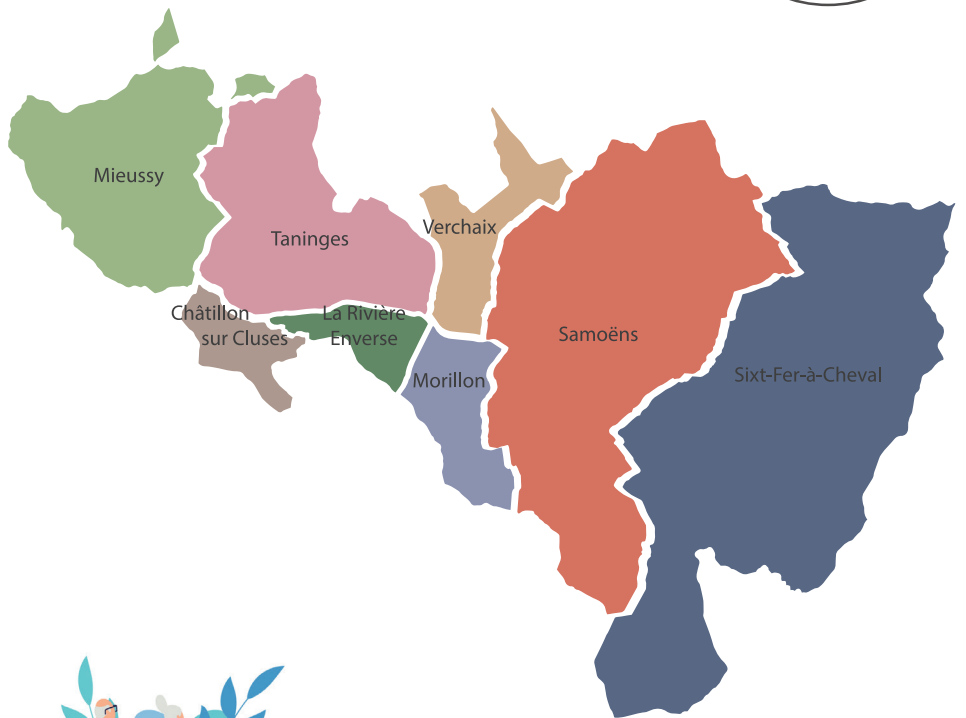 Mieussy
Taninges
Verchaix
Châtillon
sur Cluses
La Rivière
Enverse
Morillon
Samoëns
Sixt-Fer-à-Cheval